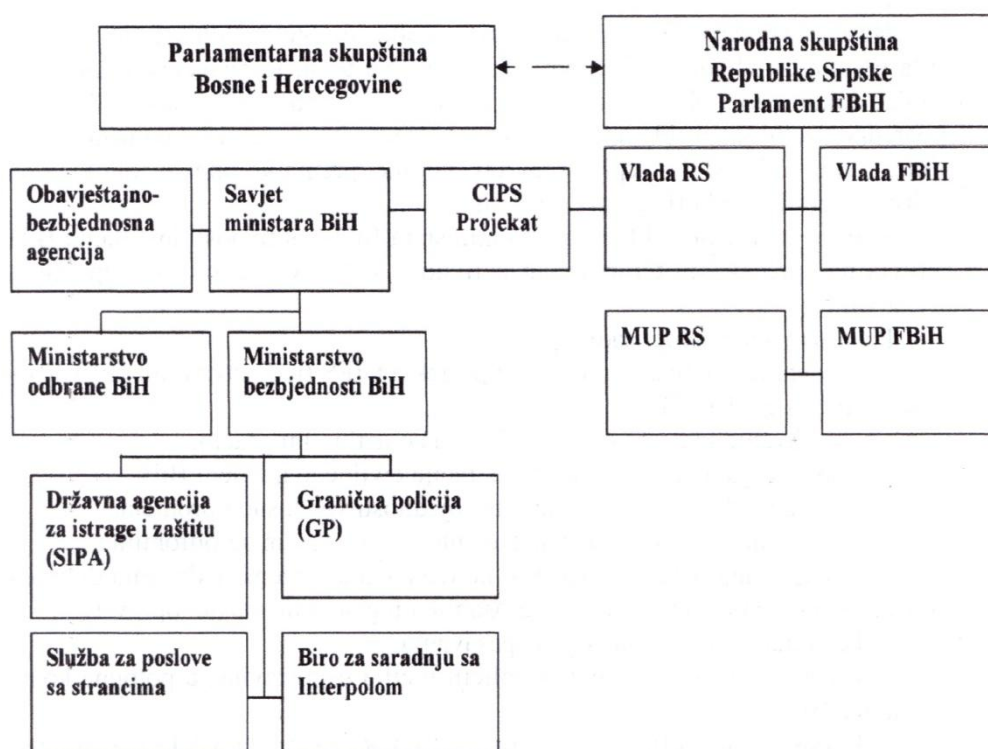 Parlamentarna skupština
Bosne i Hercegovine
Narodna skupština
Republike Srpske
Parlament FBiH
Obavještajno-
bezbjednosna
agencija
Savjet
ministara BiH
CIPS
Projekat
Vlada RS
Vlada FBiH
Ministarstvo
odbrane BiH
Ministarstvo
bezbjednosti BiH
MUP RS
MUP FBiH
Državna agencija
za istrage i zaštitu
(SIPA)
Granična policija
(GP)
Služba za poslove
sa strancima
Biro za saradnju sa
Interpolom